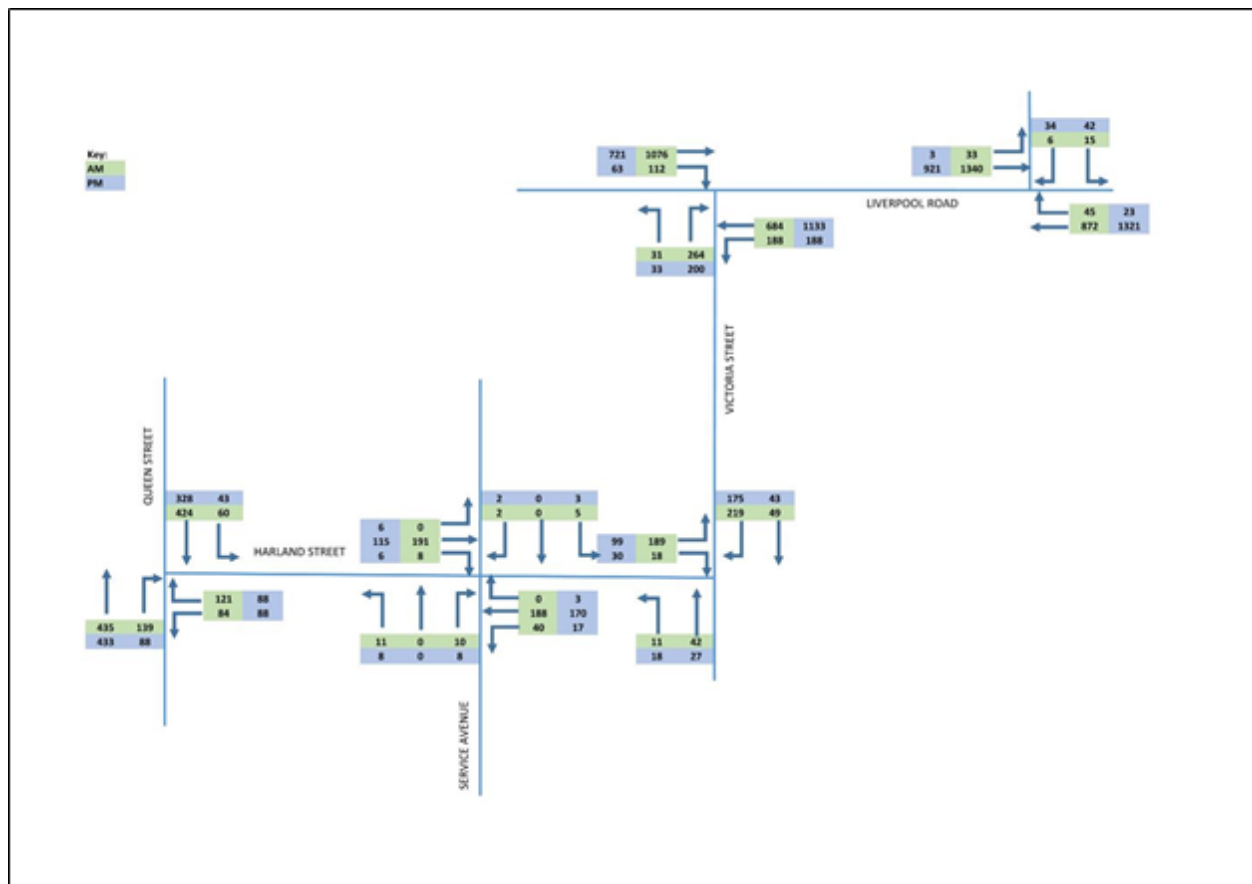 Key:
AM
PM
721 1076
63 112
3 33
921 1340
34 42
6 15
LIVERPOOL ROAD
45 23
872 1321
684 1133
188 188
31 264
33 200
VICTORIA STREET
QUEEN STREET
328 43
424 60
HARLAND STREET
6 0
115 191
6 8
2 0 3
2 0 5
99 189
30 18
175 43
219 49
121 88
84 88
435 139
433 88
11 0 10
8 0 8
0 3
188 170
40 17
11 42
18 27
SERVICE AVENUE